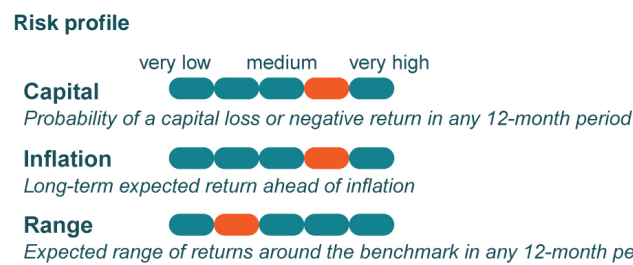 Risk profile
very low medium very high
Capital
Probability of a capital loss or negative return in any 12-month period
Inflation
Long-term expected return ahead of inflation
Range
Expected range of returns around the benchmark in any 12-month pe